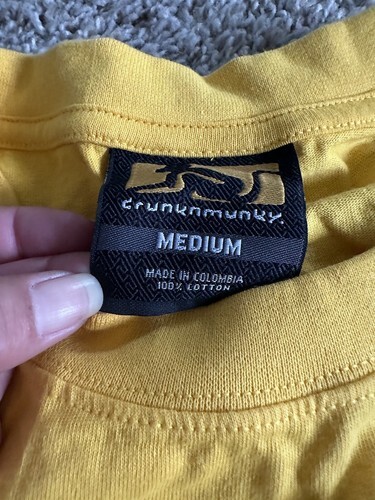 drunknmunky.
MEDIUM
MADE IN COLOMBIA
100% COTTON